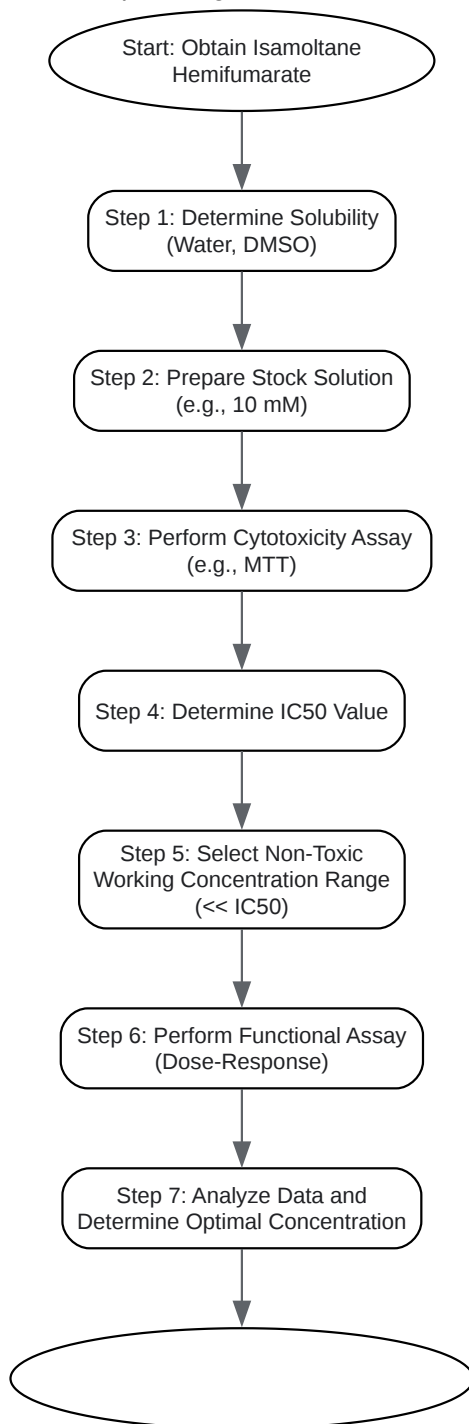 Start: Obtain Isamoltane
Hemifumarate
Step 1: Determine Solubility
(Water, DMSO)
Step 2: Prepare Stock Solution
(e.g., 10 mM)
Step 3: Perform Cytotoxicity Assay
(e.g., MTT)
Step 4: Determine IC50 Value
Step 5: Select Non-Toxic
Working Concentration Range
(<< IC50)
Step 6: Perform Functional Assay
(Dose-Response)
Step 7: Analyze Data and
Determine Optimal Concentration